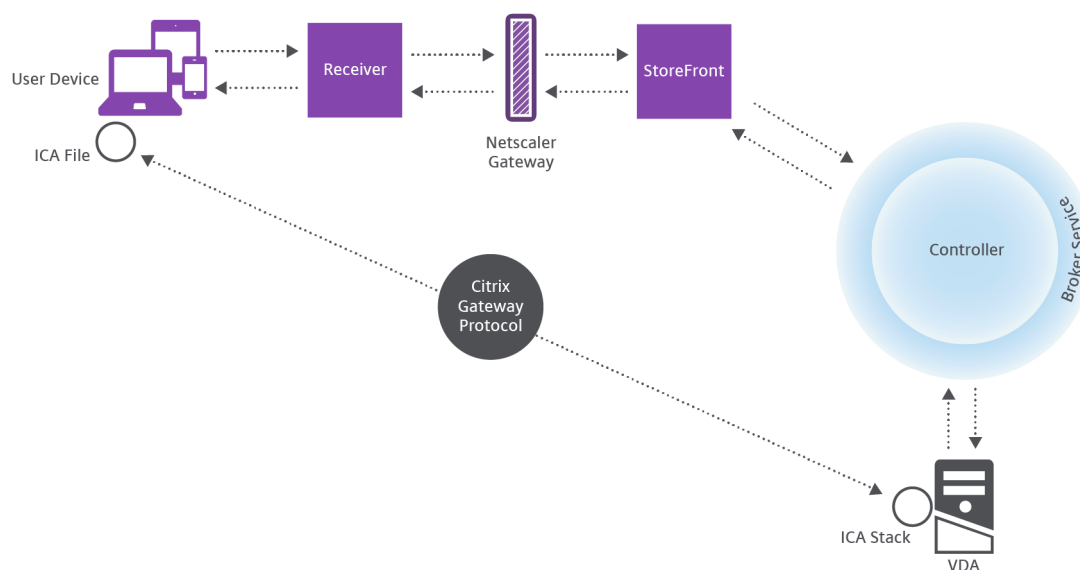 User Device
Receiver
StoreFront
Netscaler
Gateway
ICA File
Controller
Broker Service
Citrix
Gateway
Protocol
ICA Stack
VDA